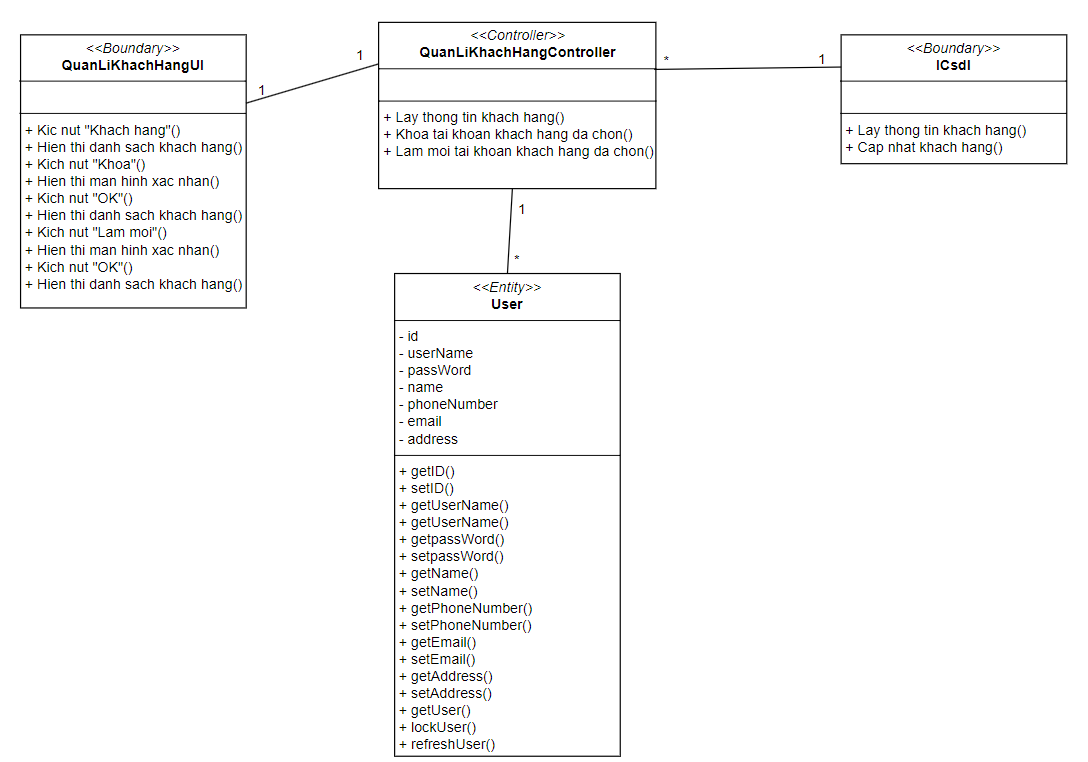 <<Boundary>>
QuanLiKhachHangUI
+ Kic nut "Khach hang"()
+ Hien thi danh sach khach hang()
+ Kich nut "Khoa"()
+ Hien thi man hinh xac nhan()
+ Kich nut "OK"()
+ Hien thi danh sach khach hang()
+ Kich nut "Lam moi"()
+ Hien thi man hinh xac nhan()
+ Kich nut "OK"()
+ Hien thi danh sach khach hang()
1
1
<<Controller>>
QuanLiKhachHangController
+ Lay thong tin khach hang()
+ Khoa tai khoan khach hang da chon()
+ Lam moi tai khoan khach hang da chon()
*
1
<<Boundary>>
ICsdl
+ Lay thong tin khach hang()
+ Cap nhat khach hang()
1
*
<<Entity>>
User
- id
- userName
- passWord
- name
- phoneNumber
- email
- address
+ getID()
+ setID()
+ getUserName()
+ getUserName()
+ getpassWord()
+ setpassWord()
+ getName()
+ setName()
+ getPhoneNumber()
+ setPhoneNumber()
+ getEmail()
+ setEmail()
+ getAddress()
+ setAddress()
+ getUser()
+ lockUser()
+ refreshUser()